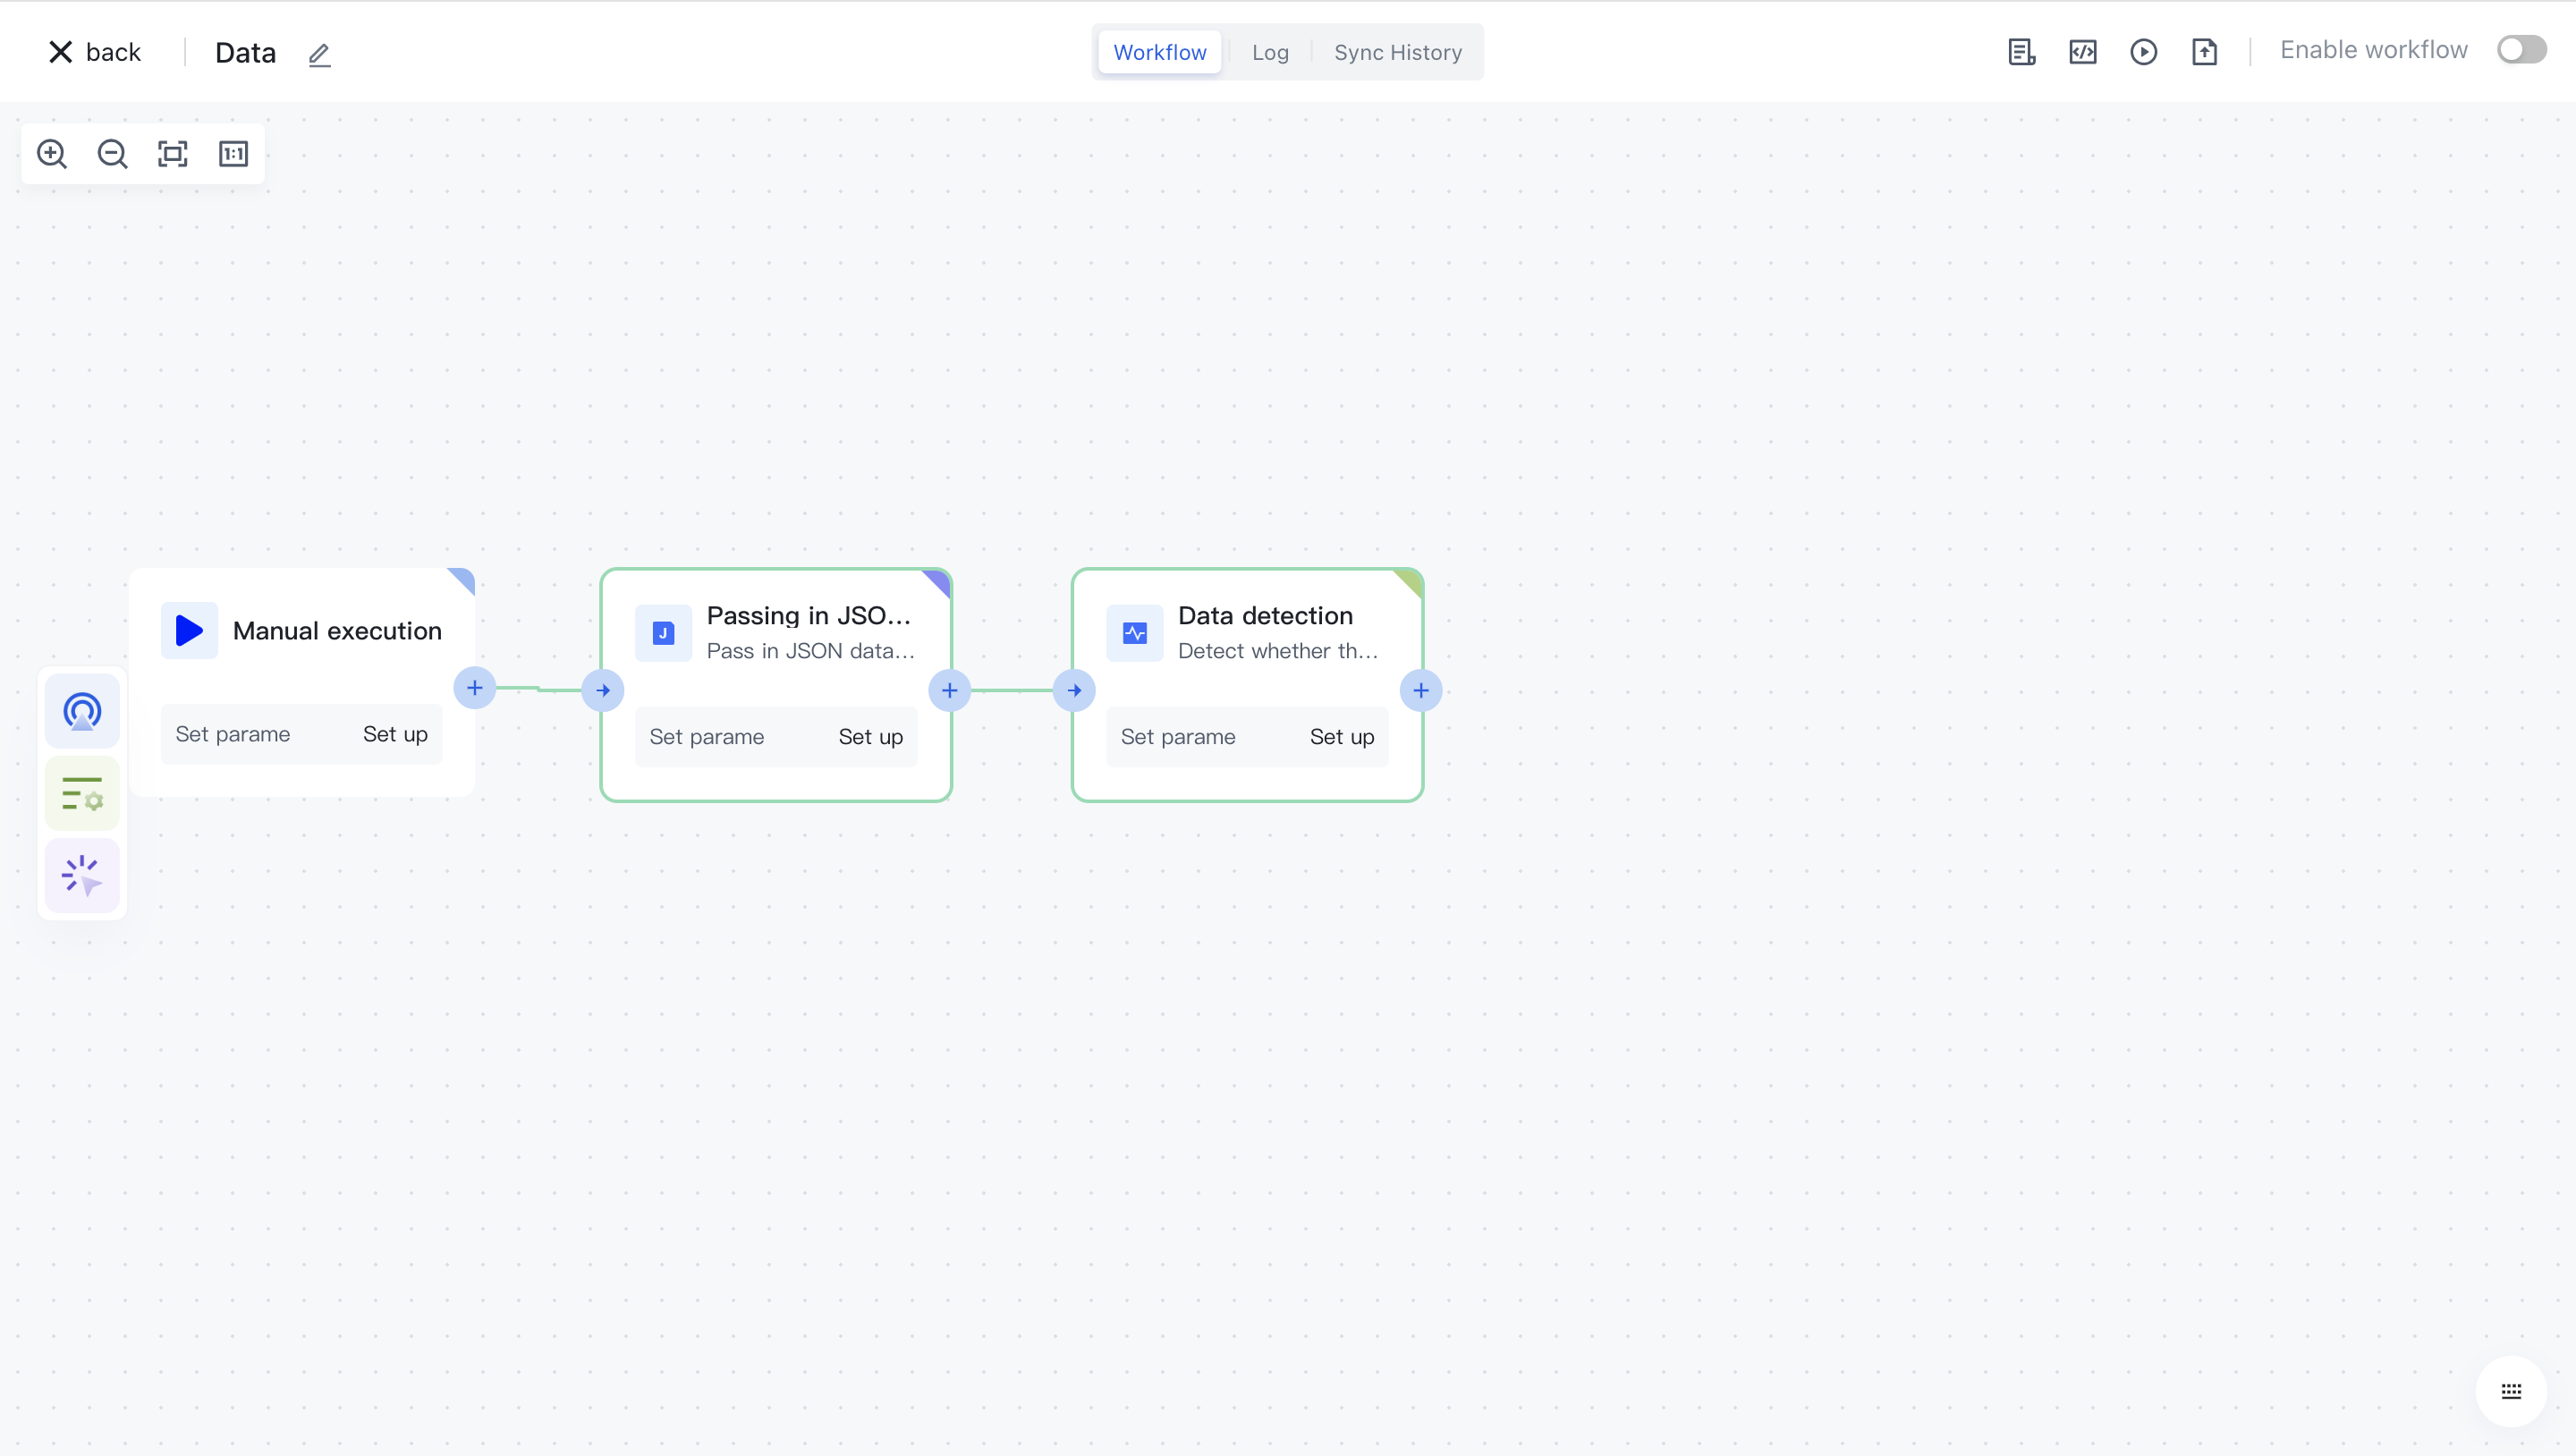 back
Data
Workflow
Log
Sync History
Enable workflow
1:1
Manual execution
Set parame
Set up
J
Passing in JSO...
Pass in JSON data...
Set parame
Set up
Data detection
Detect whether th...
Set parame
Set up